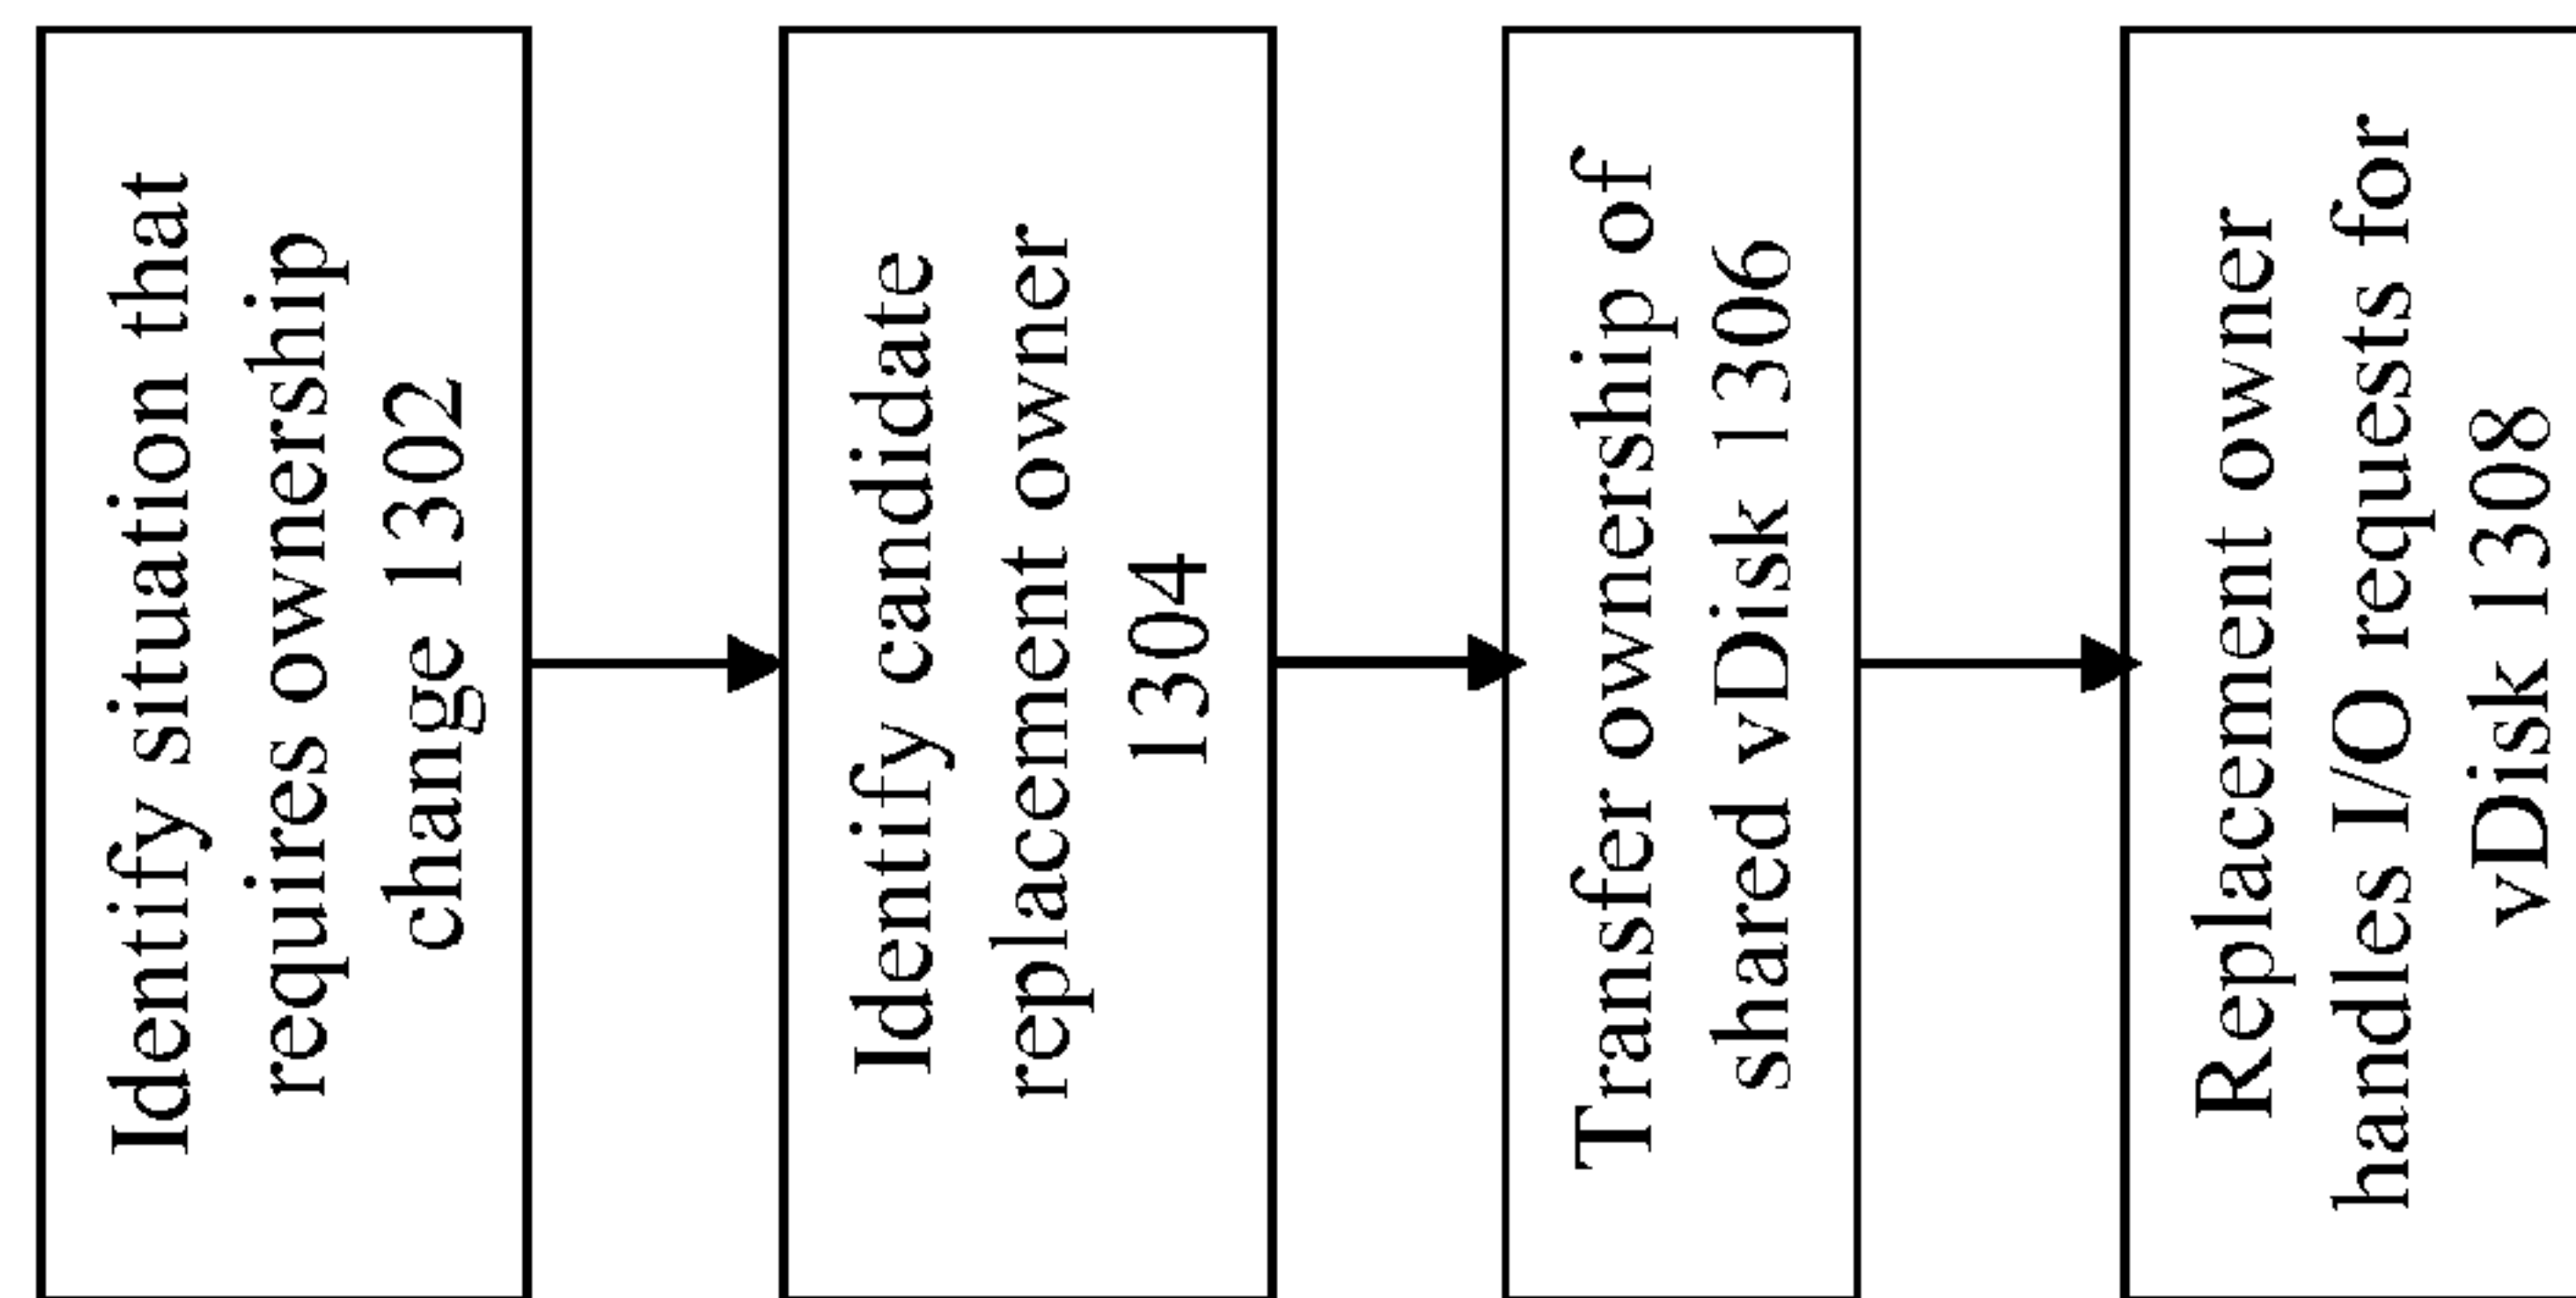 Identify situation that
requires ownership
change 1302
Identify candidate
replacement owner
1304
Transfer ownership of
shared vDisk 1306
Replacement owner
handles I/O requests for
vDisk 1308